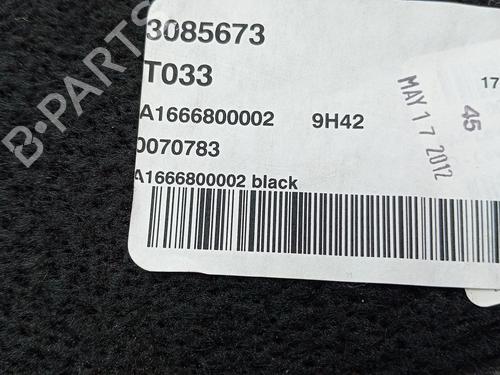 3085673
T033
A1666800002 9H42
0070783
A1666800002 black
17
45
MAY 17 2012
B-PARTS